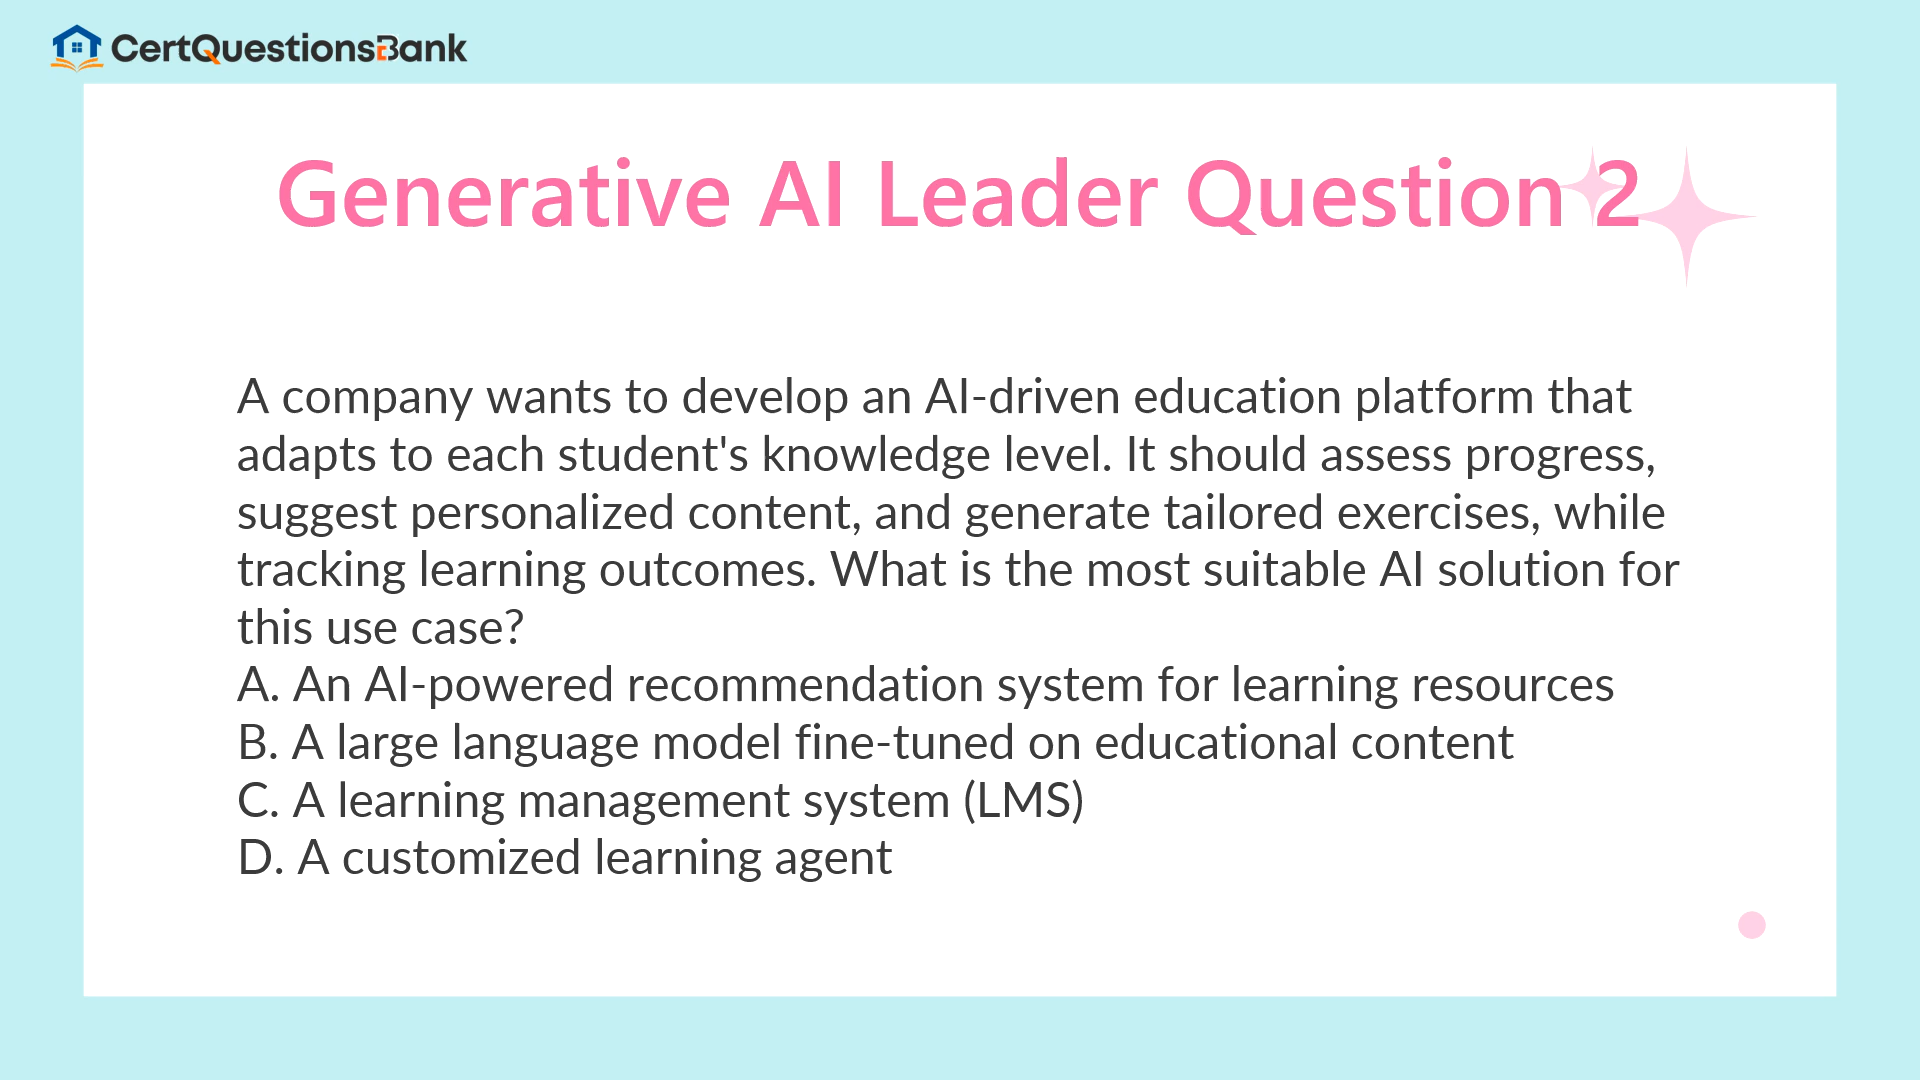 CertQuestionsBank
Generative AI Leader Question 2
A company wants to develop an AI-driven education platform that
adapts to each student's knowledge level. It should assess progress,
suggest personalized content, and generate tailored exercises, while
tracking learning outcomes. What is the most suitable AI solution for
this use case?
A. An AI-powered recommendation system for learning resources
B. A large language model fine-tuned on educational content
C. A learning management system (LMS)
D. A customized learning agent